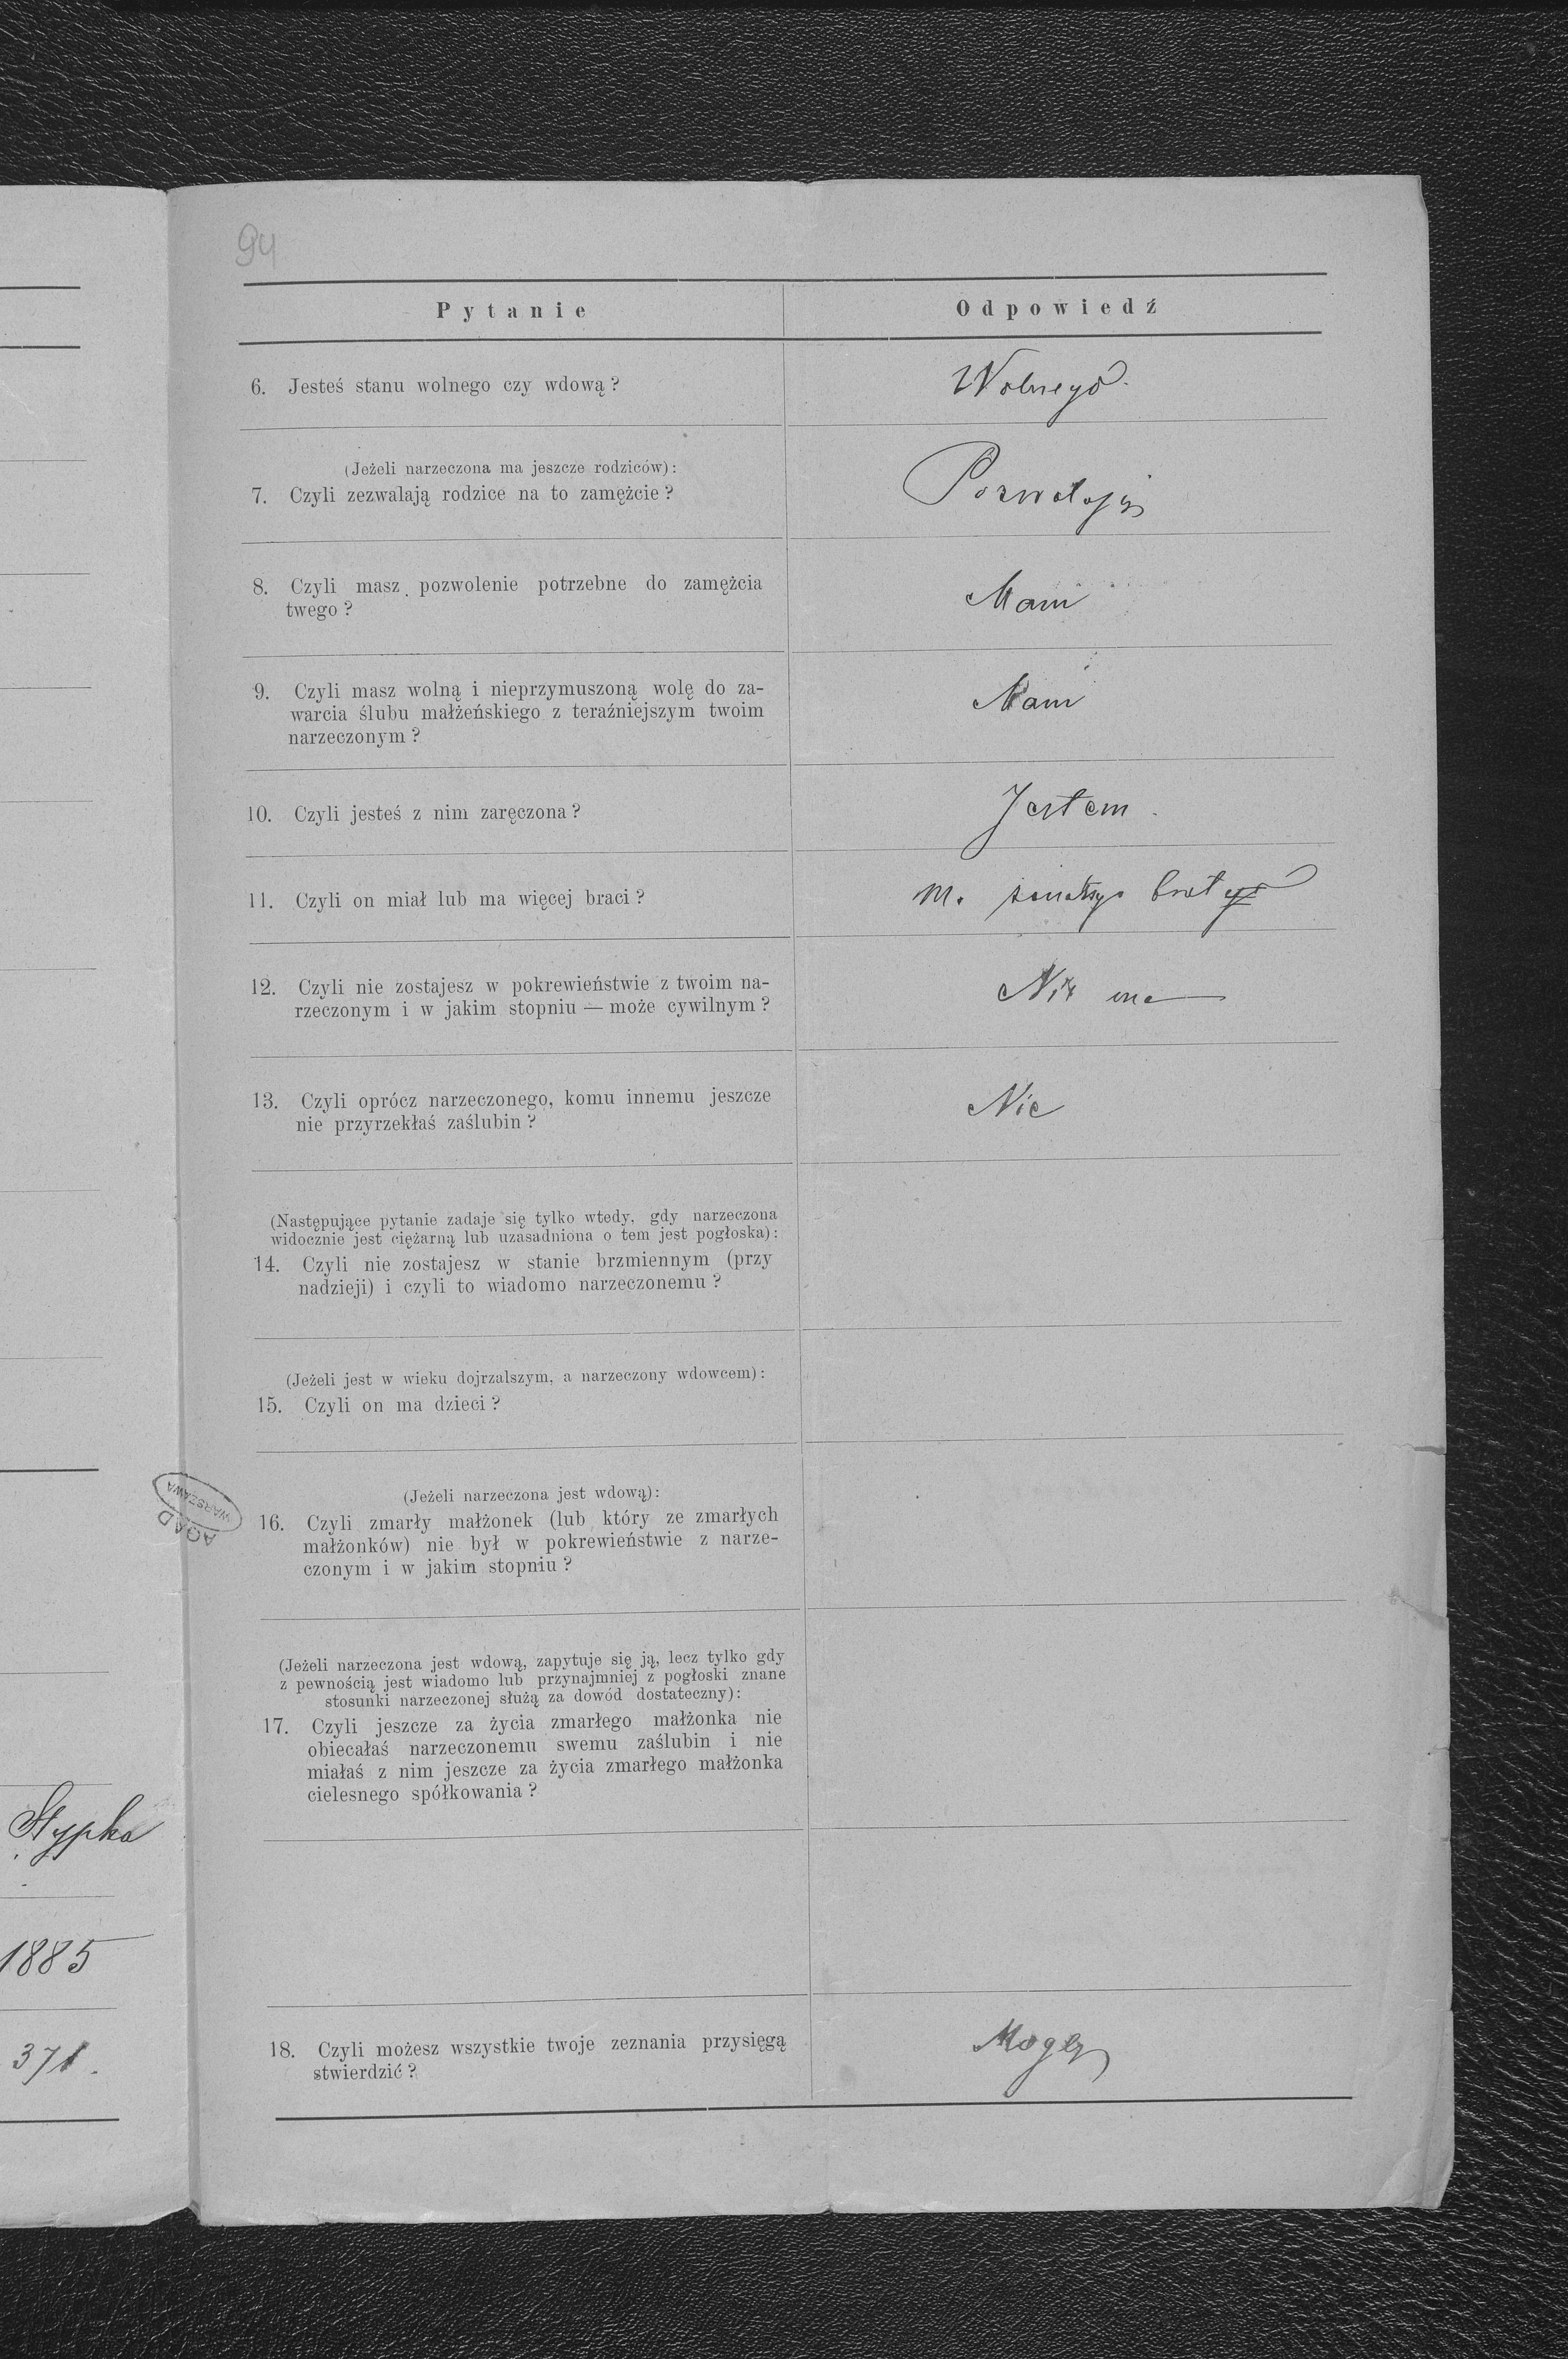 94
Pytanie Odpowiedź
6. Jesteś stanu wolnego czy wdową? Wolnego
(Jeżeli narzeczona ma jeszcze rodziców):
7. Czyli zezwalają rodzice na to zamężcie? Pozwalają
8. Czyli masz pozwolenie potrzebne do zamężcia
twego? Mam
9. Czyli masz wolną i nieprzymuszoną wolę do za-
warcia ślubu małżeńskiego z teraźniejszym twoim
narzeczonym? Mam
10. Czyli jesteś z nim zaręczona? Jestem.
11. Czyli on miał lub ma więcej braci?
12. Czyli nie zostajesz w pokrewieństwie z twoim na-
rzeczonym i w jakim stopniu — może cywilnym?
13. Czyli oprócz narzeczonego, komu innemu jeszcze
nie przyrzekłaś zaślubin? Nie
(Następujące pytanie zadaje się tylko wtedy, gdy narzeczona
widocznie jest ciężarną lub uzasadniona o tem jest pogłoska):
14. Czyli nie zostajesz w stanie brzmiennym (przy
nadzieji) i czyli to wiadomo narzeczonemu?
(Jeżeli jest w wieku dojrzalszym, a narzeczony wdowcem):
15. Czyli on ma dzieci?
(Jeżeli narzeczona jest wdową):
16. Czyli zmarły małżonek (lub który ze zmarłych
małżonków) nie był w pokrewieństwie z narze-
czonym i w jakim stopniu?
(Jeżeli narzeczona jest wdową, zapytuje się ją, lecz tylko gdy
z pewnością jest wiadomo lub przynajmniej z pogłoski znane
stosunki narzeczonej służą za dowód dostateczny):
17. Czyli jeszcze za życia zmarłego małżonka nie
obiecałaś narzeczonemu swemu zaślubin i nie
miałaś z nim jeszcze za życia zmarłego małżonka
cielesnego spółkowania?
18. Czyli możesz wszystkie twoje zeznania przysięgą
stwierdzić? Mogę
Stypka
1885
371.
AGAD
WARSZAWA